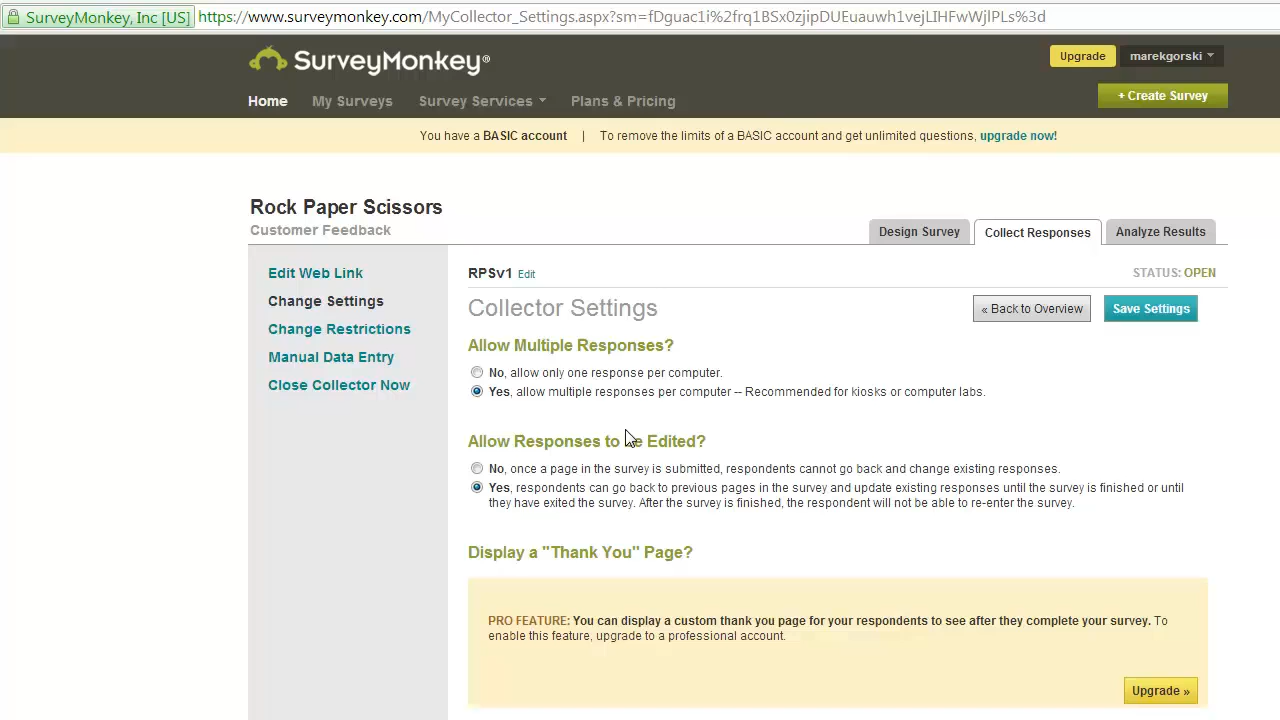 SurveyMonkey, Inc [US] https://www.surveymonkey.com/MyCollector_Settings.aspx?sm=fDguac1i%2frq1BSx0zjipDUEuauwh1vejLIHFwWjlPLs%3d
SurveyMonkey®
Upgrade
marekgorski
Home My Surveys Survey Services Plans & Pricing
+ Create Survey
You have a BASIC account | To remove the limits of a BASIC account and get unlimited questions, upgrade now!
Rock Paper Scissors
Customer Feedback
Design Survey Collect Responses Analyze Results
Edit Web Link
Change Settings
Change Restrictions
Manual Data Entry
Close Collector Now
RPSv1 Edit
STATUS: OPEN
Collector Settings
« Back to Overview
Save Settings
Allow Multiple Responses?
No, allow only one response per computer.
Yes, allow multiple responses per computer -- Recommended for kiosks or computer labs.
Allow Responses to be Edited?
No, once a page in the survey is submitted, respondents cannot go back and change existing responses.
Yes, respondents can go back to previous pages in the survey and update existing responses until the survey is finished or until
they have exited the survey. After the survey is finished, the respondent will not be able to re-enter the survey.
Display a "Thank You" Page?
PRO FEATURE: You can display a custom thank you page for your respondents to see after they complete your survey. To
enable this feature, upgrade to a professional account.
Upgrade »